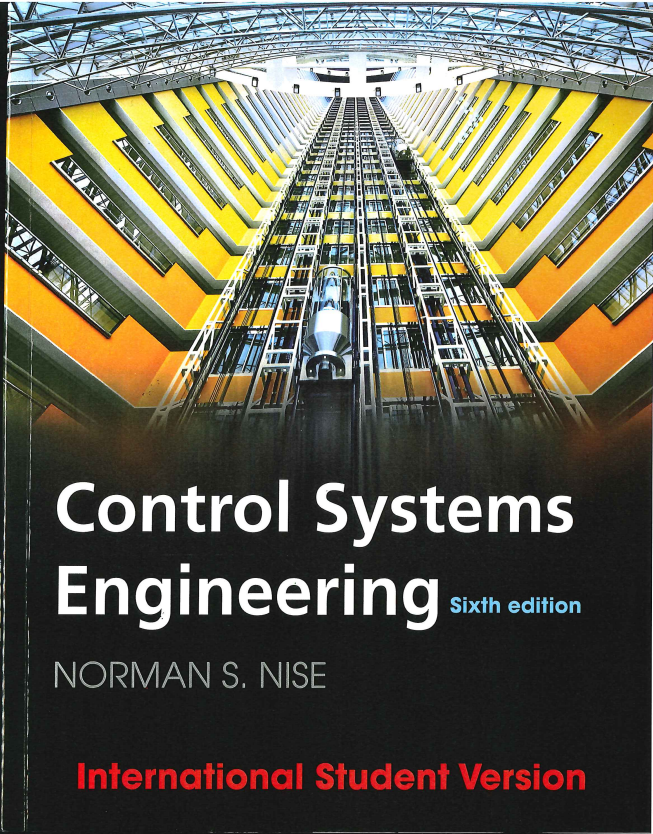 Control Systems
Engineering Sixth edition
NORMAN S. NISE
International Student Version